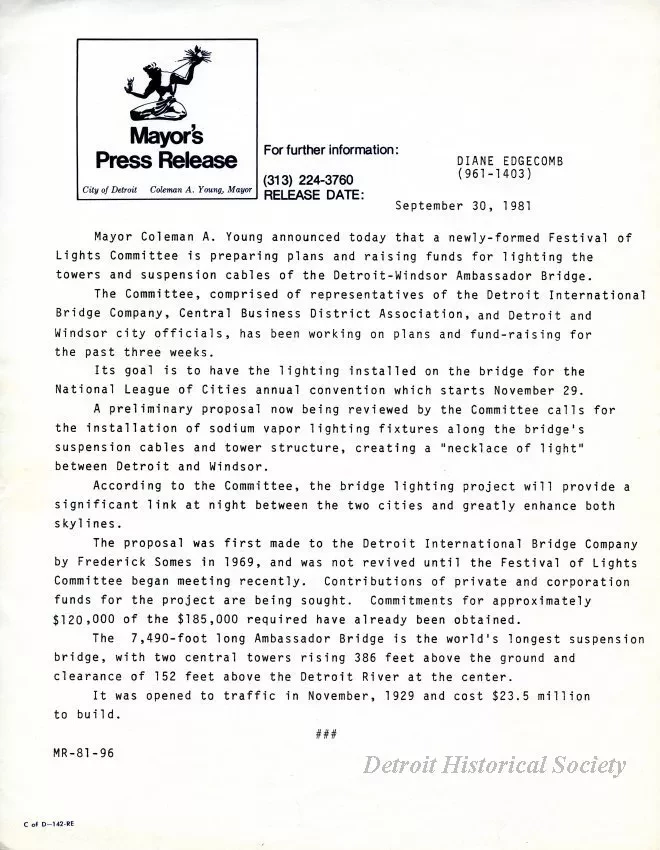 Mayor's
Press Release
City of Detroit Coleman A. Young, Mayor
For further information:
(313) 224-3760
RELEASE DATE:
DIANE EDGECOMB
(961-1403)
September 30, 1981
Mayor Coleman A. Young announced today that a newly-formed Festival of
Lights Committee is preparing plans and raising funds for lighting the
towers and suspension cables of the Detroit-Windsor Ambassador Bridge.
The Committee, comprised of representatives of the Detroit International
Bridge Company, Central Business District Association, and Detroit and
Windsor city officials, has been working on plans and fund-raising for
the past three weeks.
Its goal is to have the lighting installed on the bridge for the
National League of Cities annual convention which starts November 29.
A preliminary proposal now being reviewed by the Committee calls for
the installation of sodium vapor lighting fixtures along the bridge's
suspension cables and tower structure, creating a "necklace of light"
between Detroit and Windsor.
According to the Committee, the bridge lighting project will provide a
significant link at night between the two cities and greatly enhance both
skylines.
The proposal was first made to the Detroit International Bridge Company
by Frederick Somes in 1969, and was not revived until the Festival of Lights
Committee began meeting recently. Contributions of private and corporation
funds for the project are being sought. Commitments for approximately
$120,000 of the $185,000 required have already been obtained.
The 7,490-foot long Ambassador Bridge is the world's longest suspension
bridge, with two central towers rising 386 feet above the ground and
clearance of 152 feet above the Detroit River at the center.
It was opened to traffic in November, 1929 and cost $23.5 million
to build.
###
MR-81-96
Detroit Historical Society
C of D-142-RE